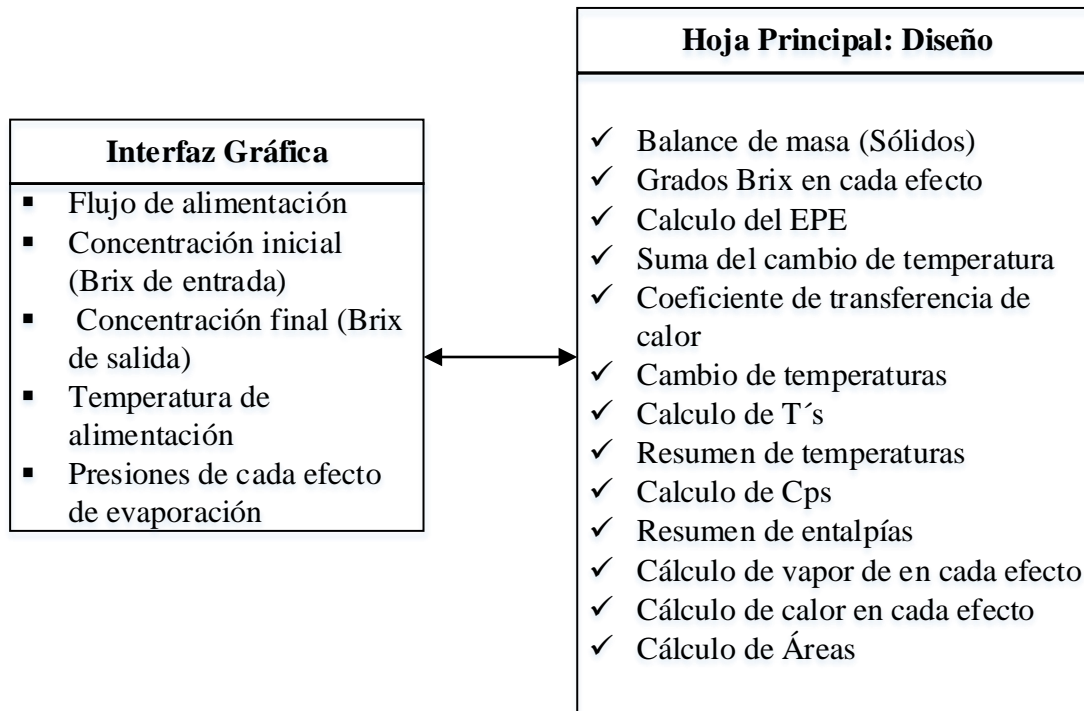 Interfaz Gráfica
▪ Flujo de alimentación
▪ Concentración inicial
(Brix de entrada)
▪ Concentración final (Brix
de salida)
▪ Temperatura de
alimentación
▪ Presiones de cada efecto
de evaporación
Hoja Principal: Diseño
✓ Balance de masa (Sólidos)
✓ Grados Brix en cada efecto
✓ Calculo del EPE
✓ Suma del cambio de temperatura
✓ Coeficiente de transferencia de
calor
✓ Cambio de temperaturas
✓ Calculo de T´s
✓ Resumen de temperaturas
✓ Calculo de Cps
✓ Resumen de entalpías
✓ Cálculo de vapor de en cada efecto
✓ Cálculo de calor en cada efecto
✓ Cálculo de Áreas